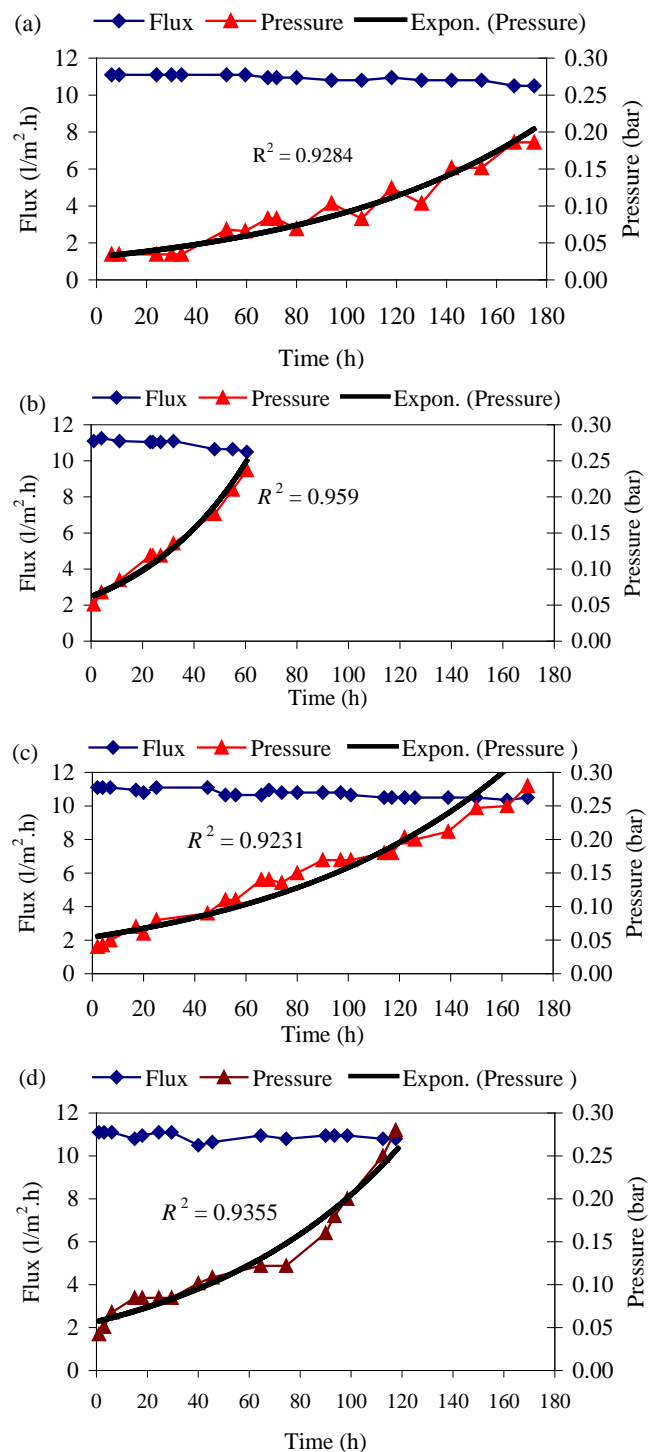 (a) Flux Pressure Expon. (Pressure)
12 0.30
10 0.25
8 0.20
6 0.15
4 0.10
2 0.05
0 0.00
Flux (l/m².h)
Pressure (bar)
R² = 0.9284
0 20 40 60 80 100 120 140 160 180
Time (h)
(b) Flux Pressure Expon. (Pressure)
12 0.30
10 0.25
8 0.20
6 0.15
4 0.10
2 0.05
0 0.00
Flux (l/m².h)
Pressure (bar)
R² = 0.959
0 20 40 60 80 100 120 140 160 180
Time (h)
(c) Flux Pressure Expon. (Pressure )
12 0.30
10 0.25
8 0.20
6 0.15
4 0.10
2 0.05
0 0.00
Flux (l/m².h)
Pressure (bar)
R² = 0.9231
0 20 40 60 80 100 120 140 160 180
Time (h)
(d) Flux Pressure Expon. (Pressure )
12 0.30
10 0.25
8 0.20
6 0.15
4 0.10
2 0.05
0 0.00
Flux (l/m².h)
Pressure (bar)
R² = 0.9355
0 20 40 60 80 100 120 140 160 180
Time (h)